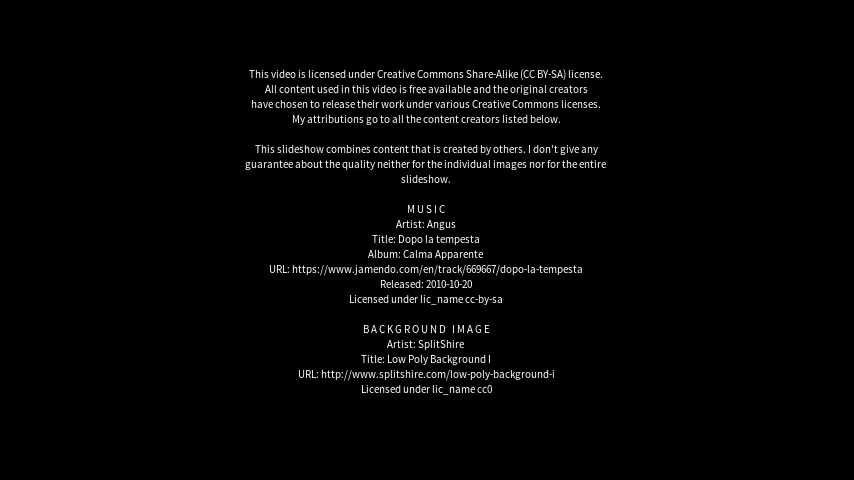 This video is licensed under Creative Commons Share-Alike (CC BY-SA) license.
All content used in this video is free available and the original creators
have chosen to release their work under various Creative Commons licenses.
My attributions go to all the content creators listed below.
This slideshow combines content that is created by others. I don't give any
guarantee about the quality neither for the individual images nor for the entire
slideshow.
MUSIC
Artist: Angus
Title: Dopo la tempesta
Album: Calma Apparente
URL: https://www.jamendo.com/en/track/669667/dopo-la-tempesta
Released: 2010-10-20
Licensed under lic_name cc-by-sa
BACKGROUND IMAGE
Artist: SplitShire
Title: Low Poly Background I
URL: http://www.splitshire.com/low-poly-background-i
Licensed under lic_name cc0